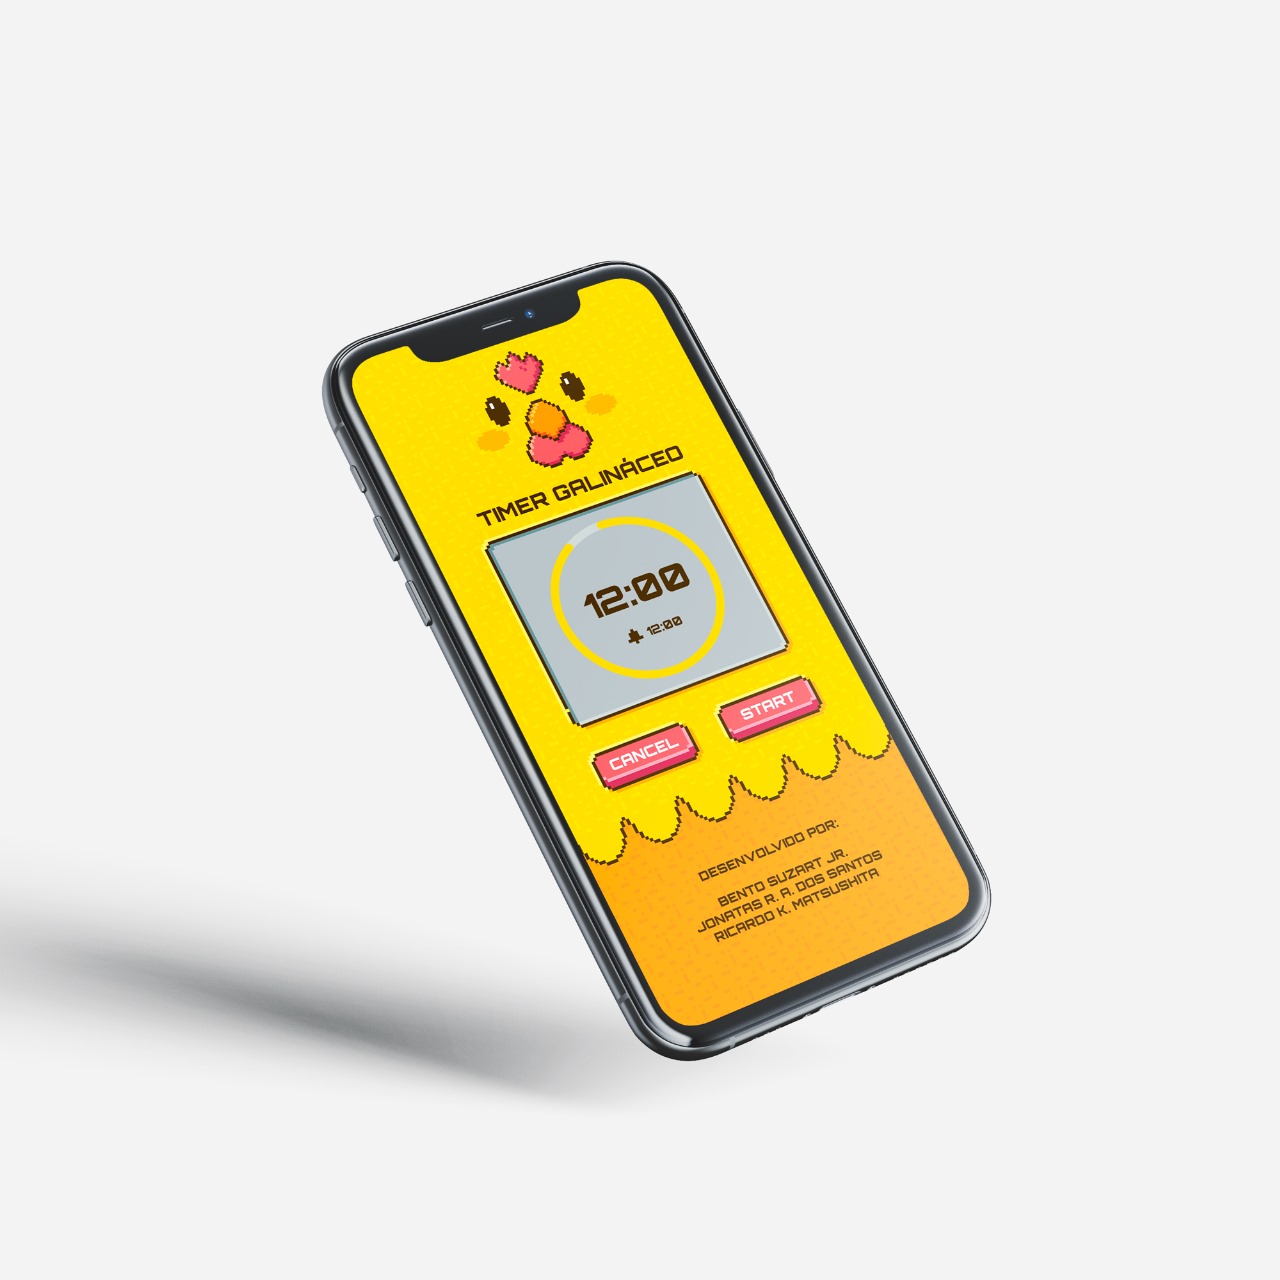 TIMER GALINÁCEO
12:00
12:00
CANCEL
START
DESENVOLVIDO POR:
BENTO SUZART JR.
JONATAS R. A. DOS SANTOS
RICARDO K. MATSUSHITA